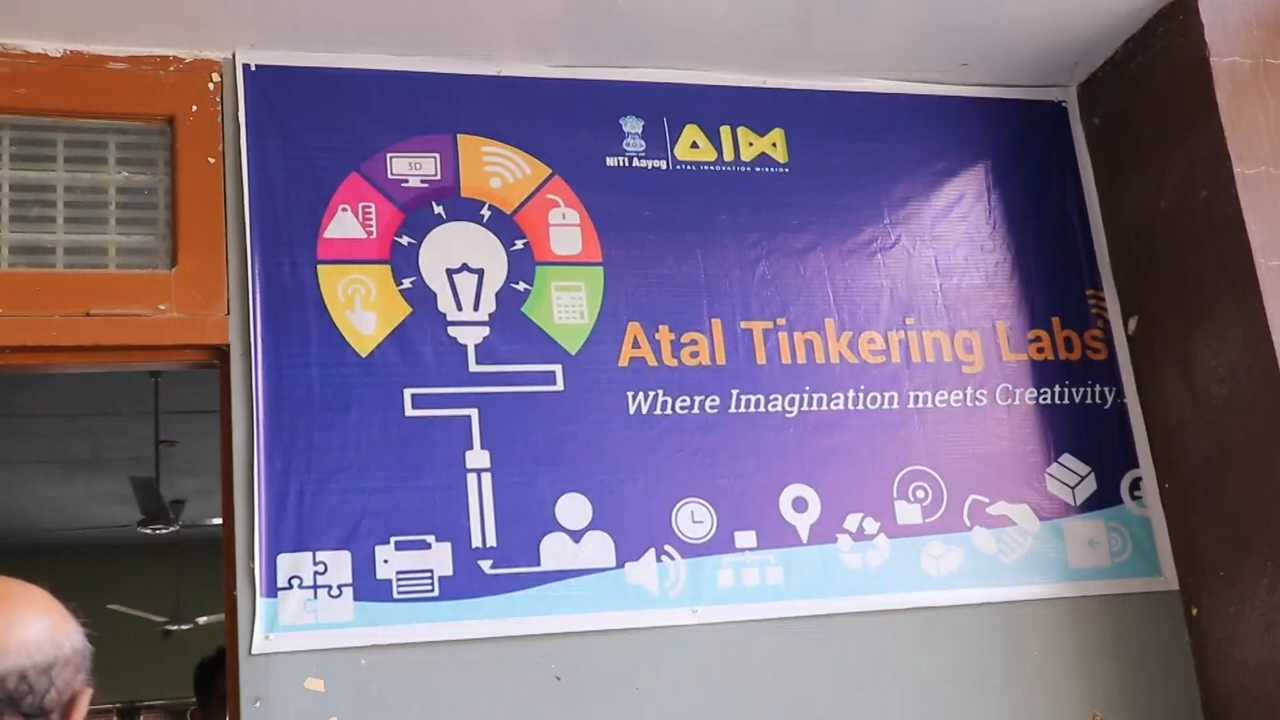 NITI Aayog
AIM
ATAL INNOVATION MISSION
3D
Atal Tinkering Labs
Where Imagination meets Creativity..